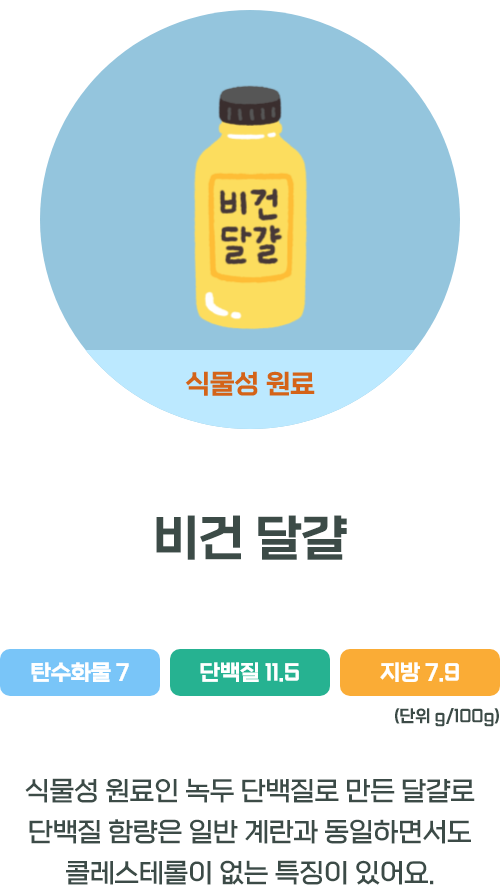 비건
달걀
식물성 원료
비건 달걀
탄수화물 7
단백질 11.5
지방 7.9
(단위 g/100g)
식물성 원료인 녹두 단백질로 만든 달걀로
단백질 함량은 일반 계란과 동일하면서도
콜레스테롤이 없는 특징이 있어요.